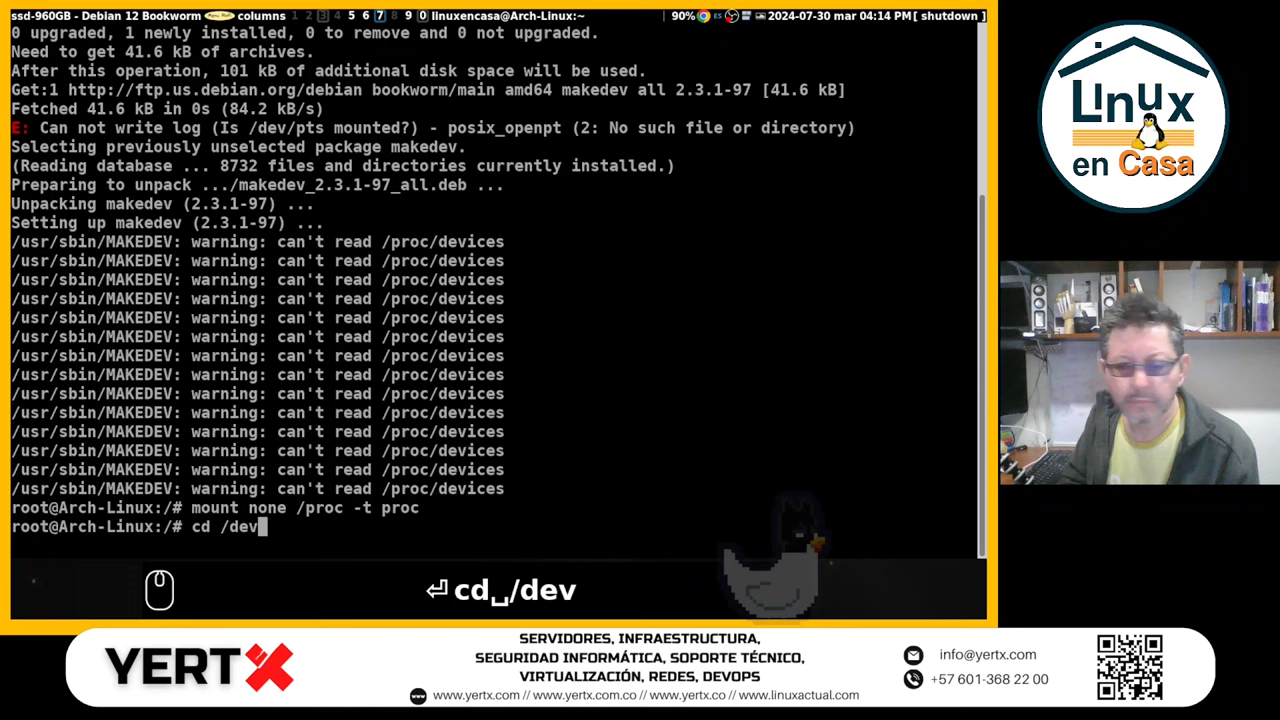 ssd-960GB - Debian 12 Bookworm columns 1 2 3 4 5 6 7 8 9 0 linuxencasa@Arch-Linux:~ 90% ES 2024-07-30 mar 04:14 PM[ shutdown ]
0 upgraded, 1 newly installed, 0 to remove and 0 not upgraded.
Need to get 41.6 kB of archives.
After this operation, 101 kB of additional disk space will be used.
Get:1 http://ftp.us.debian.org/debian bookworm/main amd64 makedev all 2.3.1-97 [41.6 kB]
Fetched 41.6 kB in 0s (84.2 kB/s)
E: Can not write log (Is /dev/pts mounted?) - posix_openpt (2: No such file or directory)
Selecting previously unselected package makedev.
(Reading database ... 8732 files and directories currently installed.)
Preparing to unpack .../makedev_2.3.1-97_all.deb ...
Unpacking makedev (2.3.1-97) ...
Setting up makedev (2.3.1-97) ...
/usr/sbin/MAKEDEV: warning: can't read /proc/devices
/usr/sbin/MAKEDEV: warning: can't read /proc/devices
/usr/sbin/MAKEDEV: warning: can't read /proc/devices
/usr/sbin/MAKEDEV: warning: can't read /proc/devices
/usr/sbin/MAKEDEV: warning: can't read /proc/devices
/usr/sbin/MAKEDEV: warning: can't read /proc/devices
/usr/sbin/MAKEDEV: warning: can't read /proc/devices
/usr/sbin/MAKEDEV: warning: can't read /proc/devices
/usr/sbin/MAKEDEV: warning: can't read /proc/devices
/usr/sbin/MAKEDEV: warning: can't read /proc/devices
/usr/sbin/MAKEDEV: warning: can't read /proc/devices
/usr/sbin/MAKEDEV: warning: can't read /proc/devices
/usr/sbin/MAKEDEV: warning: can't read /proc/devices
/usr/sbin/MAKEDEV: warning: can't read /proc/devices
root@Arch-Linux:/# mount none /proc -t proc
root@Arch-Linux:/# cd /dev
⏎ cd␣/dev
Linux
en Casa
YERTX
SERVIDORES, INFRAESTRUCTURA,
SEGURIDAD INFORMÁTICA, SOPORTE TÉCNICO,
VIRTUALIZACIÓN, REDES, DEVOPS
www.yertx.com // www.yertx.com.co // www.yertx.co // www.linuxactual.com
info@yertx.com
+57 601-368 22 00